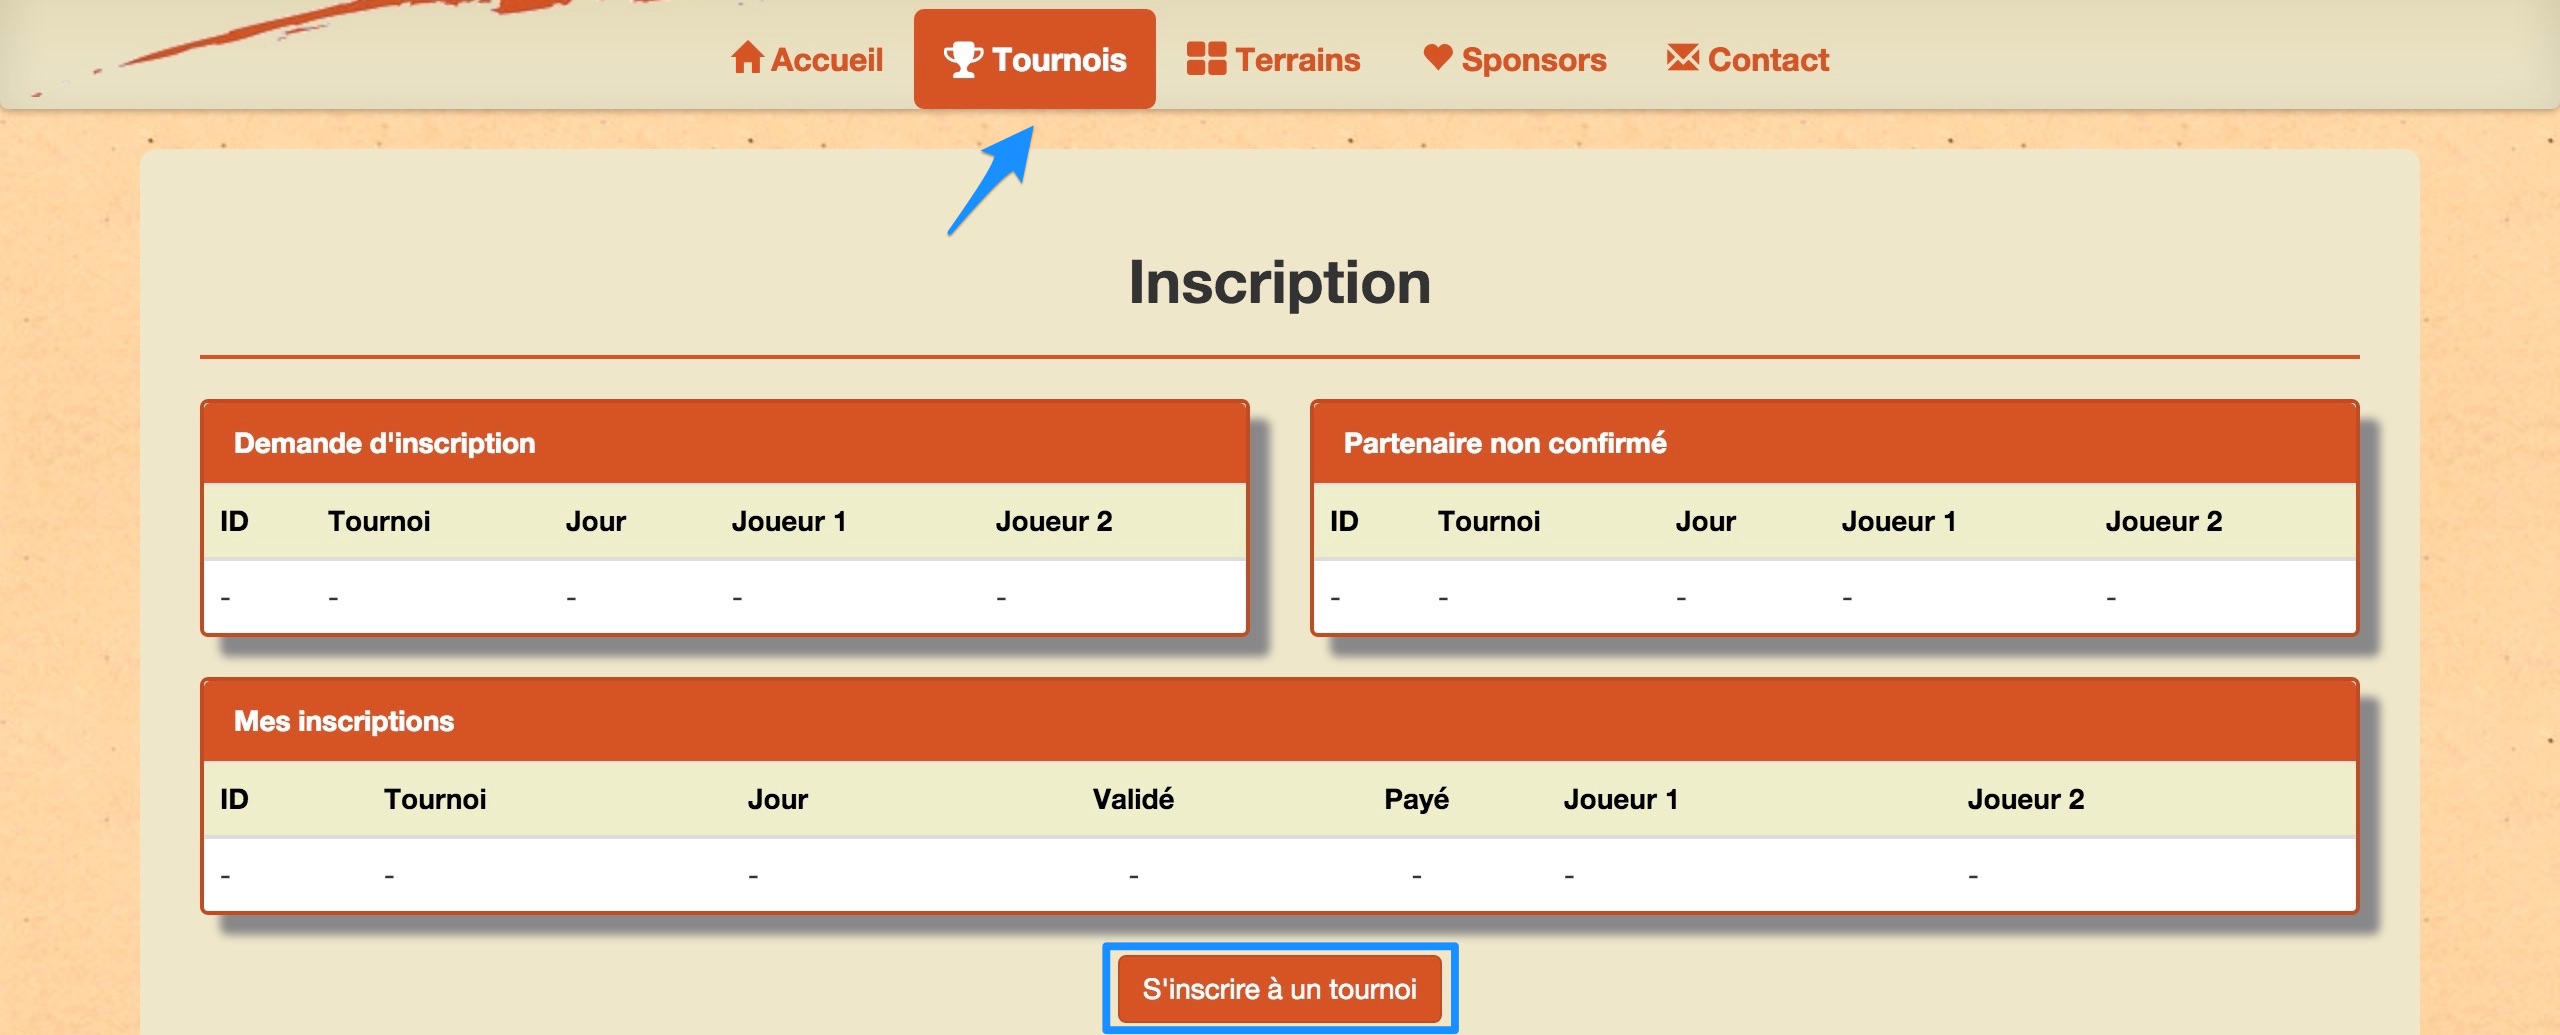 Accueil Tournois Terrains Sponsors Contact
Inscription
Demande d'inscription
ID Tournoi Jour Joueur 1 Joueur 2
- - - - -
Partenaire non confirmé
ID Tournoi Jour Joueur 1 Joueur 2
- - - - -
Mes inscriptions
ID Tournoi Jour Validé Payé Joueur 1 Joueur 2
- - - - - - -
S'inscrire à un tournoi